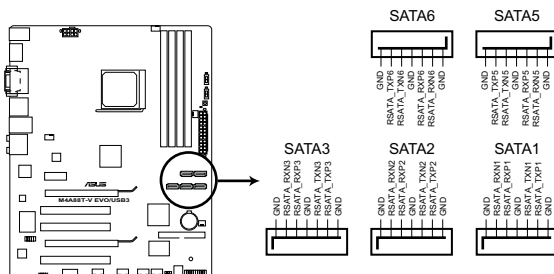 SATA6
SATA5
GND
RSATA_TXP6
RSATA_TXN6
GND
RSATA_RXP6
RSATA_RXN6
GND
GND
RSATA_TXP5
RSATA_TXN5
GND
RSATA_RXP5
RSATA_RXN5
GND
SATA3
SATA2
SATA1
GND
RSATA_RXN3
RSATA_RXP3
GND
RSATA_TXN3
RSATA_TXP3
GND
GND
RSATA_RXN2
RSATA_RXP2
GND
RSATA_TXN2
RSATA_TXP2
GND
GND
RSATA_RXN1
RSATA_RXP1
GND
RSATA_TXN1
RSATA_TXP1
GND
ASUS
M4A88T-V EVO/USB3